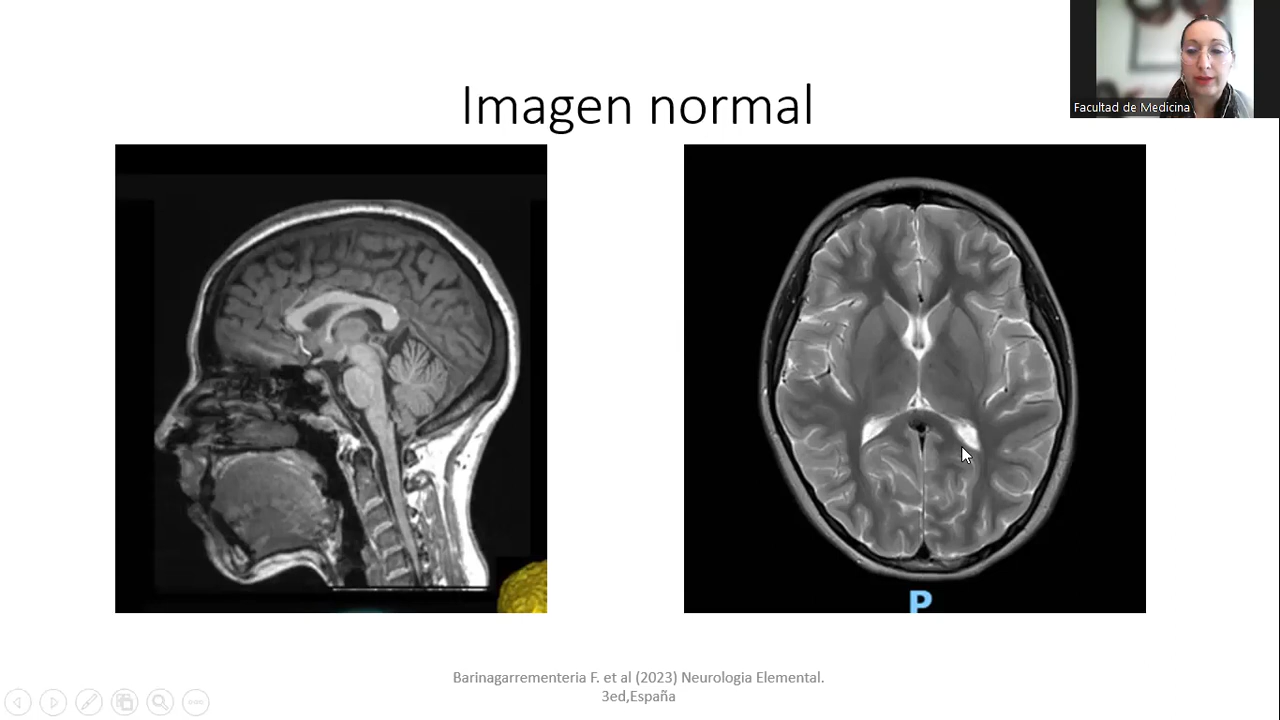 Facultad de Medicina
Imagen normal
P
Barinagarrementeria F. et al (2023) Neurologia Elemental.
3ed,España